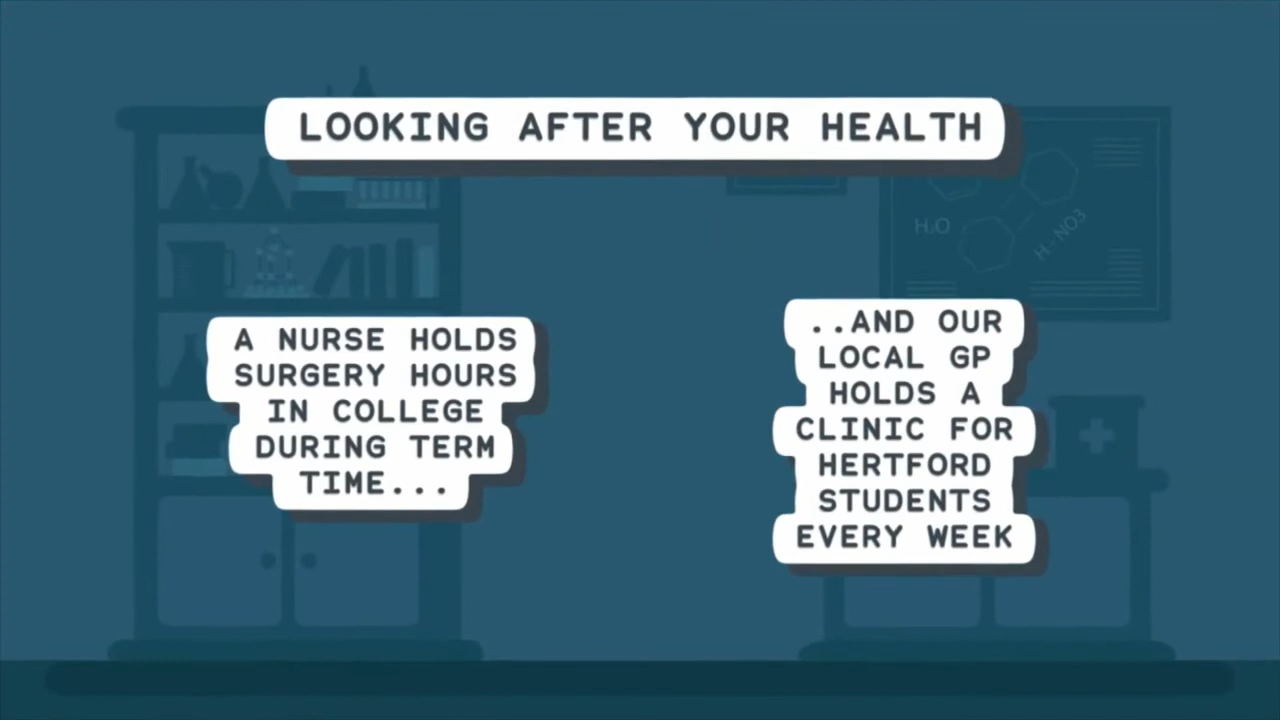 LOOKING AFTER YOUR HEALTH
H₂O
A NURSE HOLDS
SURGERY HOURS
IN COLLEGE
DURING TERM
TIME...
..AND OUR
LOCAL GP
HOLDS A
CLINIC FOR
HERTFORD
STUDENTS
EVERY WEEK